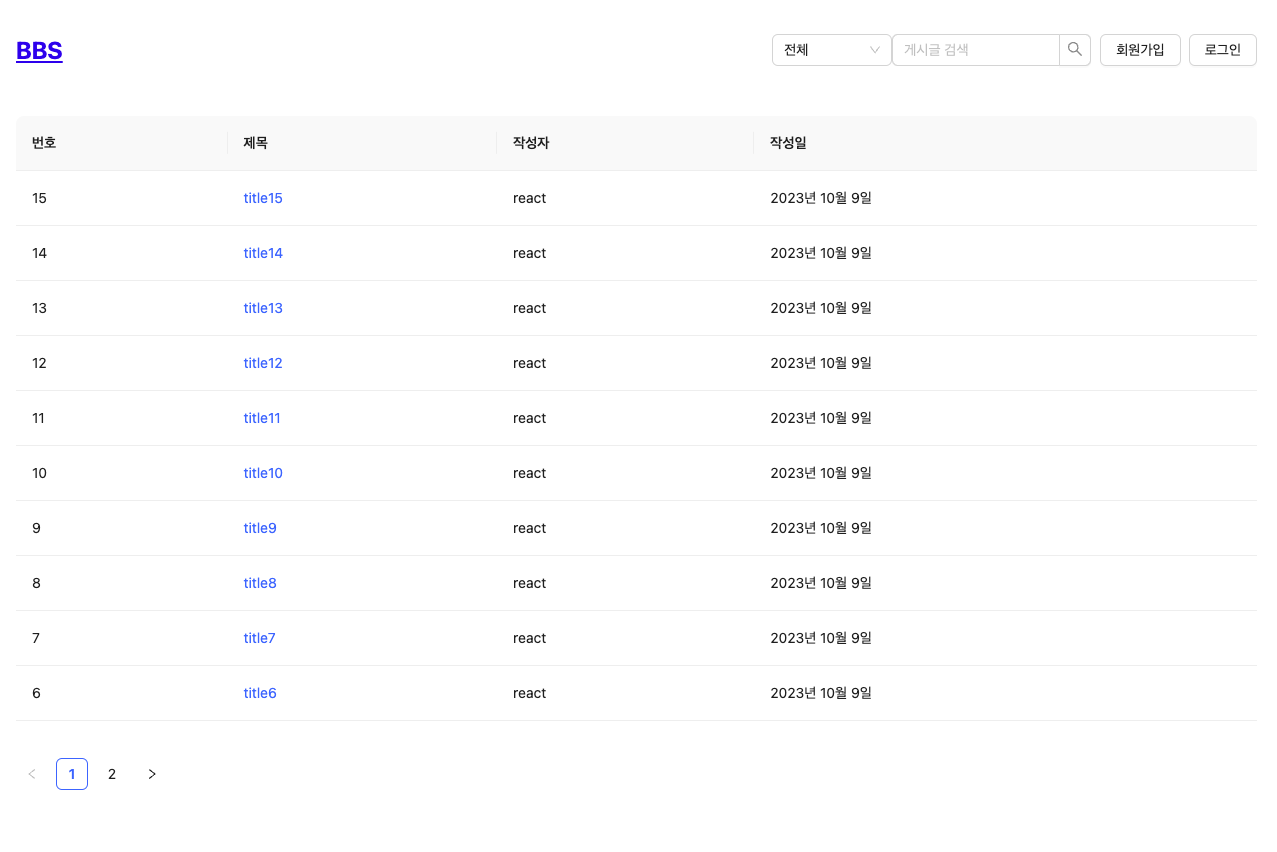 BBS 전체 게시글 검색 회원가입 로그인
번호 제목 작성자 작성일
15 title15 react 2023년 10월 9일
14 title14 react 2023년 10월 9일
13 title13 react 2023년 10월 9일
12 title12 react 2023년 10월 9일
11 title11 react 2023년 10월 9일
10 title10 react 2023년 10월 9일
9 title9 react 2023년 10월 9일
8 title8 react 2023년 10월 9일
7 title7 react 2023년 10월 9일
6 title6 react 2023년 10월 9일
1 2